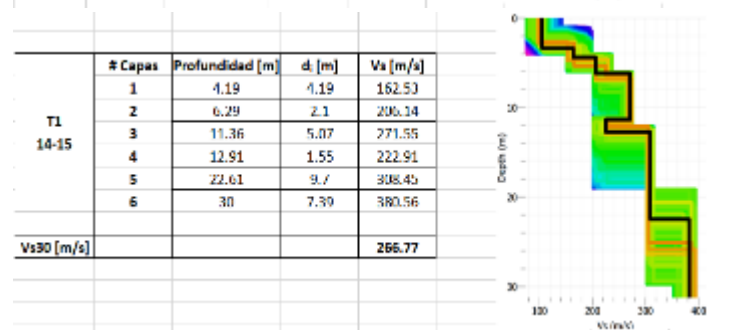 # Capas Profundidad [m] dᵢ [m] Vs [m/s]
T1
14-15
1 4.19 4.19 162.53
2 6.29 2.1 206.14
3 11.36 5.07 271.55
4 12.91 1.55 222.91
5 22.61 9.7 308.45
6 30 7.39 380.56
Vs30 [m/s] 266.77
0
10
20
30
Depth (m)
100 200 300 400
Vs (m/s)